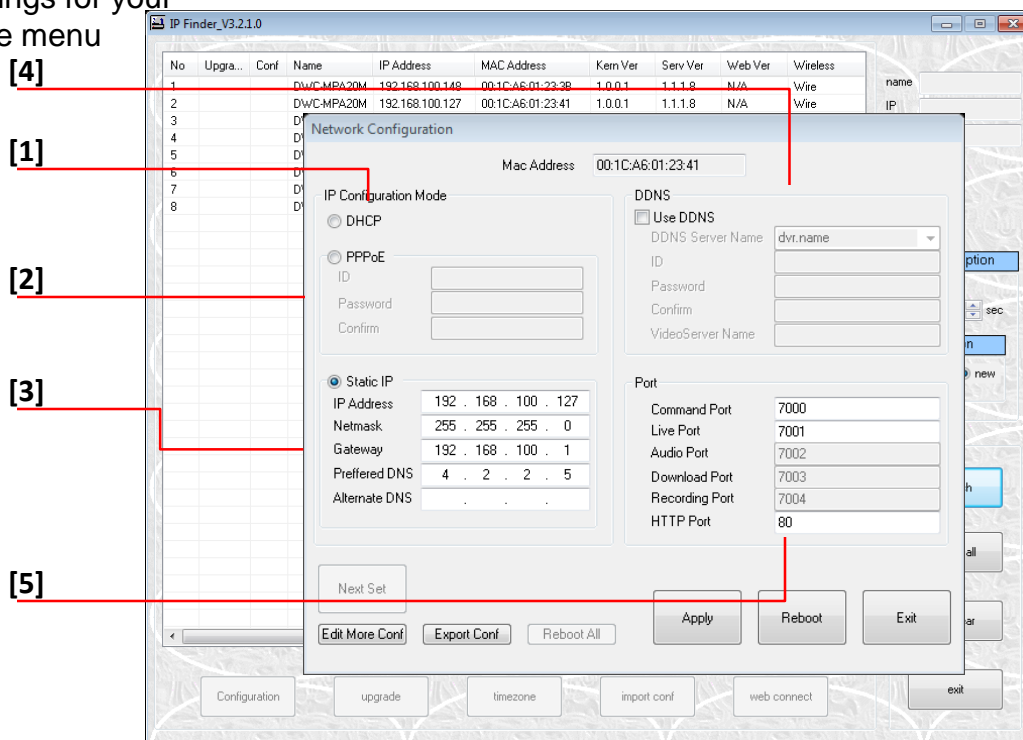 ings for your
e menu
IP Finder_V3.2.1.0
No Upgra... Conf Name IP Address MAC Address Kern Ver Serv Ver Web Ver Wireless
1 DWC-MPA20M 192.168.100.148 00:1C:A6:01:23:3B 1.0.0.1 1.1.1.8 N/A Wire
2 DWC-MPA20M 192.168.100.127 00:1C:A6:01:23:41 1.0.0.1 1.1.1.8 N/A Wire
3
4
5
6
7
8
name
IP
[4]
[1]
[2]
[3]
[5]
Network Configuration
Mac Address 00:1C:A6:01:23:41
IP Configuration Mode
DHCP
PPPoE
ID
Password
Confirm
Static IP
IP Address 192 . 168 . 100 . 127
Netmask 255 . 255 . 255 . 0
Gateway 192 . 168 . 100 . 1
Preffered DNS 4 . 2 . 2 . 5
Alternate DNS . . .
DDNS
Use DDNS
DDNS Server Name dvr.name
ID
Password
Confirm
VideoServer Name
Port
Command Port 7000
Live Port 7001
Audio Port 7002
Download Port 7003
Recording Port 7004
HTTP Port 80
Next Set
Edit More Conf Export Conf Reboot All
Apply Reboot Exit
ption
sec
n
new
h
all
ar
Configuration upgrade timezone import conf web connect exit